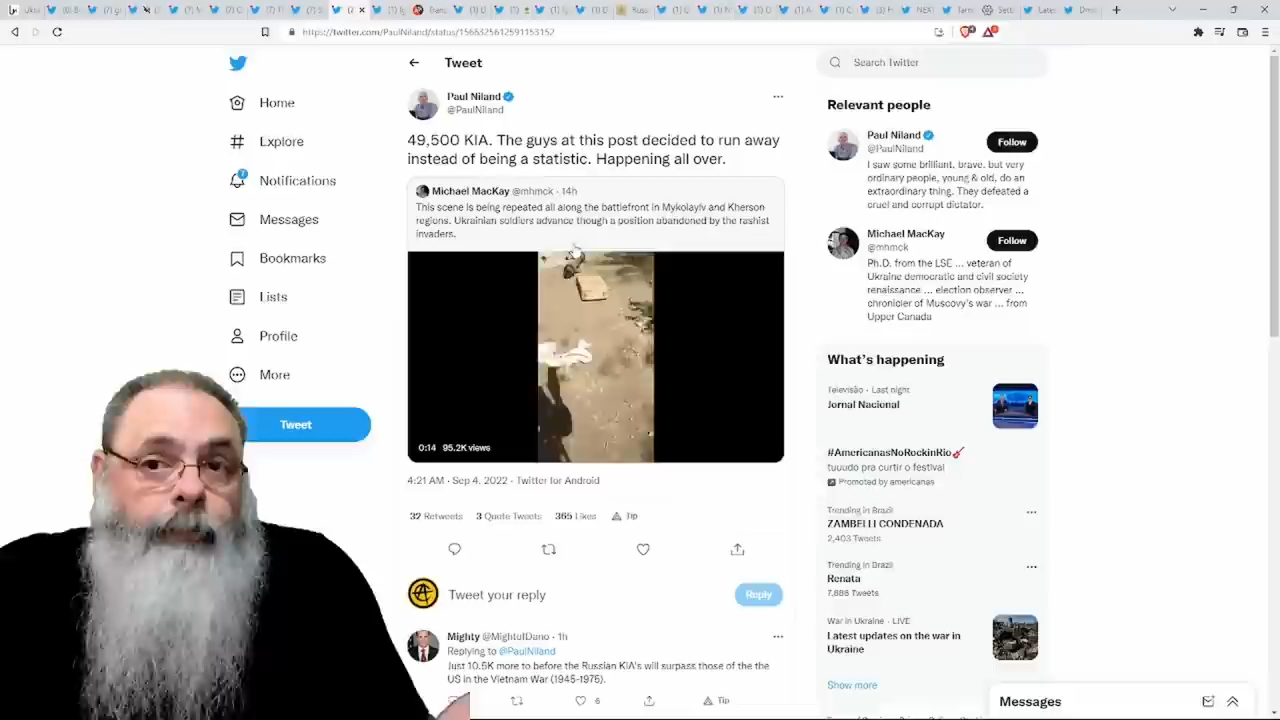 https://twitter.com/PaulNiland/status/1566325612591153152
Home
Explore
Notifications
Messages
Bookmarks
Lists
Profile
More
Tweet
Tweet
Paul Niland
@PaulNiland
49,500 KIA. The guys at this post decided to run away
instead of being a statistic. Happening all over.
Michael MacKay @mhmck · 14h
This scene is being repeated all along the battlefront in Mykolayiv and Kherson
regions. Ukrainian soldiers advance though a position abandoned by the rashist
invaders.
0:14 95.2K views
4:21 AM · Sep 4, 2022 · Twitter for Android
32 Retweets 3 Quote Tweets 365 Likes Tip
Tweet your reply
Reply
Mighty @MightofDano · 1h
Replying to @PaulNiland
Just 10.5K more to before the Russian KIA's will surpass those of the the
US in the Vietnam War (1945-1975).
6
Tip
Search Twitter
Relevant people
Paul Niland
@PaulNiland
Follow
I saw some brilliant, brave, but very
ordinary people, young & old, do an
extraordinary thing. They defeated a
cruel and corrupt dictator.
Michael MacKay
@mhmck
Follow
Ph.D. from the LSE ... veteran of
Ukraine democratic and civil society
renaissance ... election observer ...
chronicler of Muscovy's war ... from
Upper Canada
What's happening
Televisão · Last night
Jornal Nacional
#AmericanasNoRockinRio
tuuudo pra curtir o festival
Promoted by americanas
Trending in Brazil
ZAMBELLI CONDENADA
2,403 Tweets
Trending in Brazil
Renata
War in Ukraine · LIVE
Latest updates on the war in
Ukraine
Show more
Messages